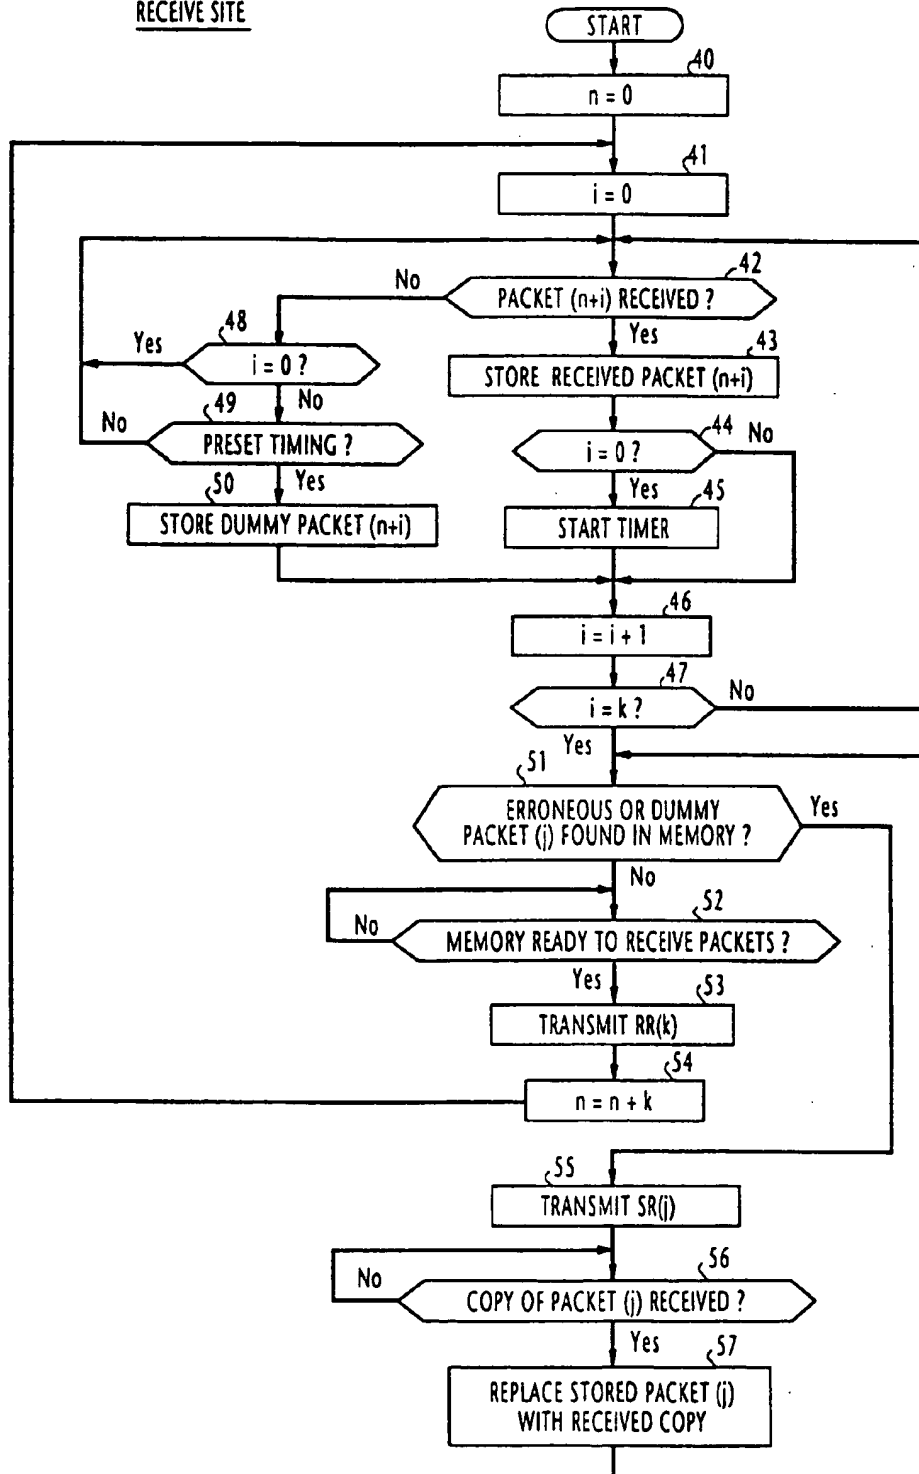 RECEIVE SITE
START
40
n = 0
41
i = 0
42
No
PACKET (n+i) RECEIVED ?
Yes
48
Yes
i = 0 ?
No
43
STORE RECEIVED PACKET (n+i)
49
No
PRESET TIMING ?
Yes
44
No
i = 0 ?
Yes
50
STORE DUMMY PACKET (n+i)
45
START TIMER
46
i = i + 1
47
No
i = k ?
Yes
51
ERRONEOUS OR DUMMY
PACKET (j) FOUND IN MEMORY ?
Yes
No
52
No
MEMORY READY TO RECEIVE PACKETS ?
Yes
53
TRANSMIT RR(k)
54
n = n + k
55
TRANSMIT SR(j)
56
No
COPY OF PACKET (j) RECEIVED ?
Yes
57
REPLACE STORED PACKET (j)
WITH RECEIVED COPY